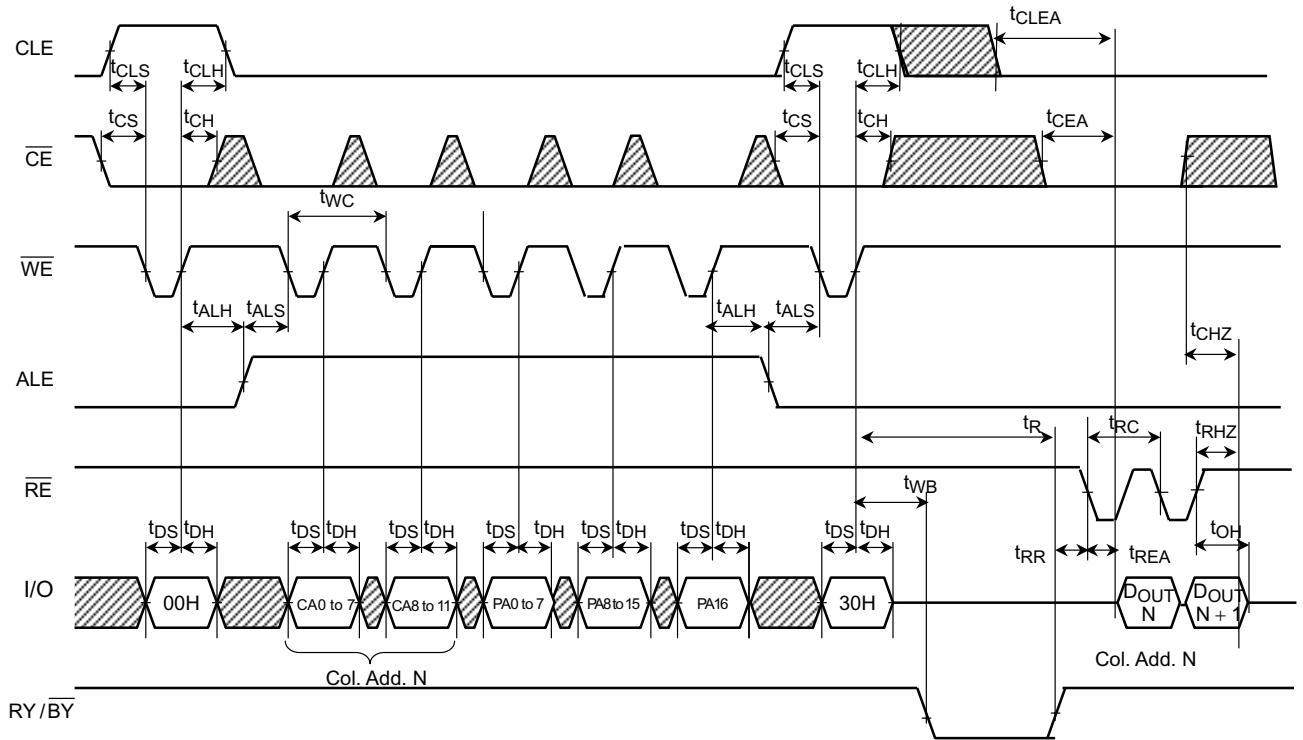 CLE
tCLS tCLH tCLS tCLH tCLEA
CE
tCS tCH tCS tCH tCEA
WE
tWC
tALH tALS tALH tALS
ALE
tCHZ
RE
tR tRC tRHZ
tWB
tDS tDH tDS tDH tDS tDH tDS tDH tDS tDH tDS tDH tDS tDH
tRR tREA tOH
I/O
00H CA0 to 7 CA8 to 11 PA0 to 7 PA8 to 15 PA16 30H DOUT N DOUT N + 1
Col. Add. N
Col. Add. N
RY/BY